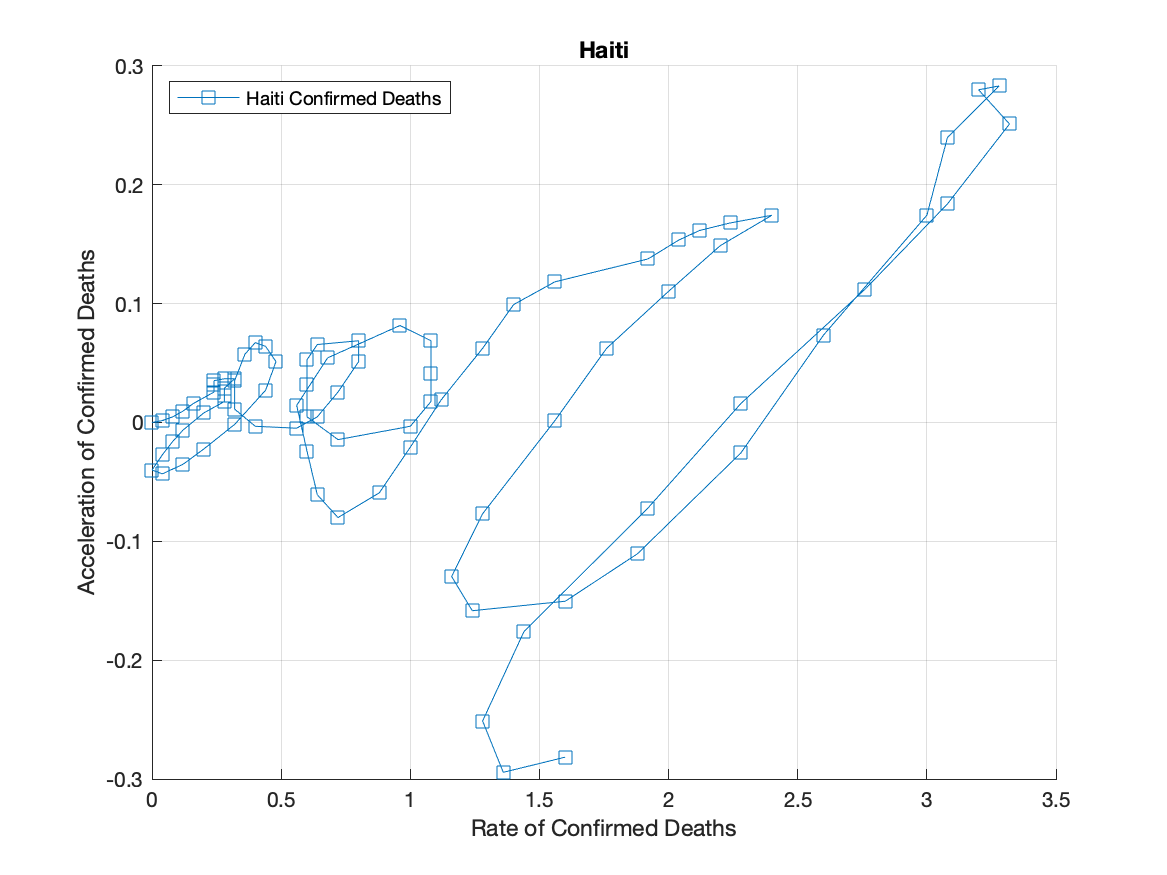 Haiti
Haiti Confirmed Deaths
Acceleration of Confirmed Deaths
0.3
0.2
0.1
0
-0.1
-0.2
-0.3
0 0.5 1 1.5 2 2.5 3 3.5
Rate of Confirmed Deaths